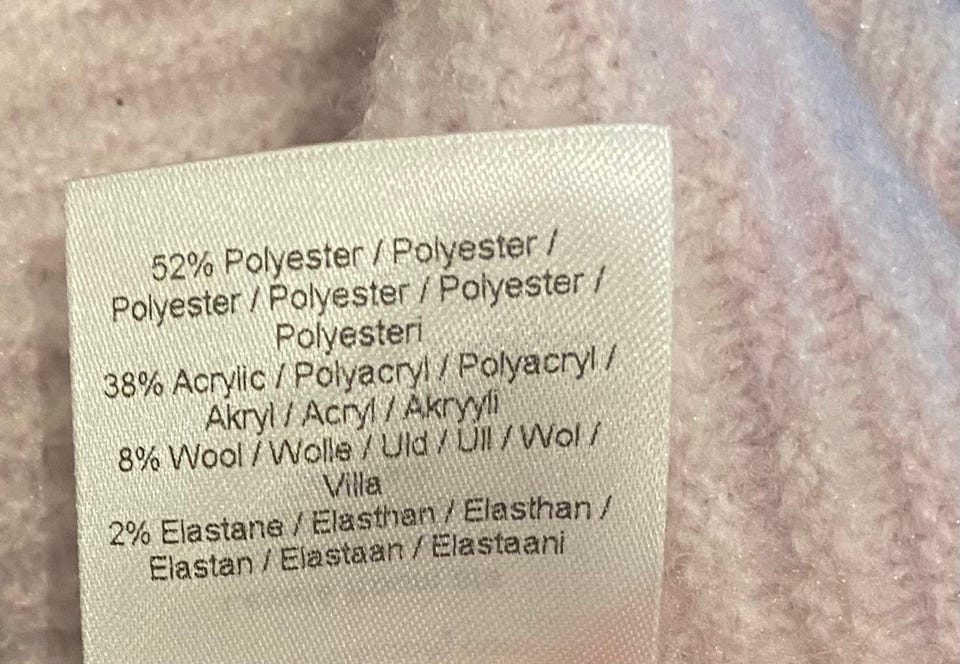 52% Polyester / Polyester /
Polyester / Polyester / Polyester /
Polyesteri
38% Acrylic / Polyacryl / Polyacryl /
Akryl / Acryl / Akryyli
8% Wool / Wolle / Uld / Ull / Wol /
Villa
2% Elastane / Elasthan / Elasthan /
Elastan / Elastaan / Elastaani